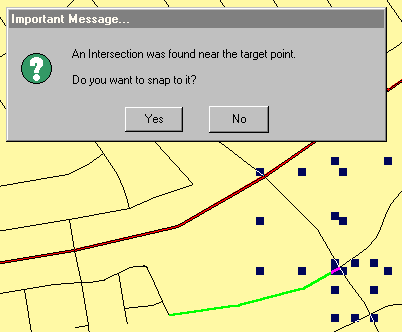 Important Message...
An Intersection was found near the target point.
Do you want to snap to it?
Yes
No